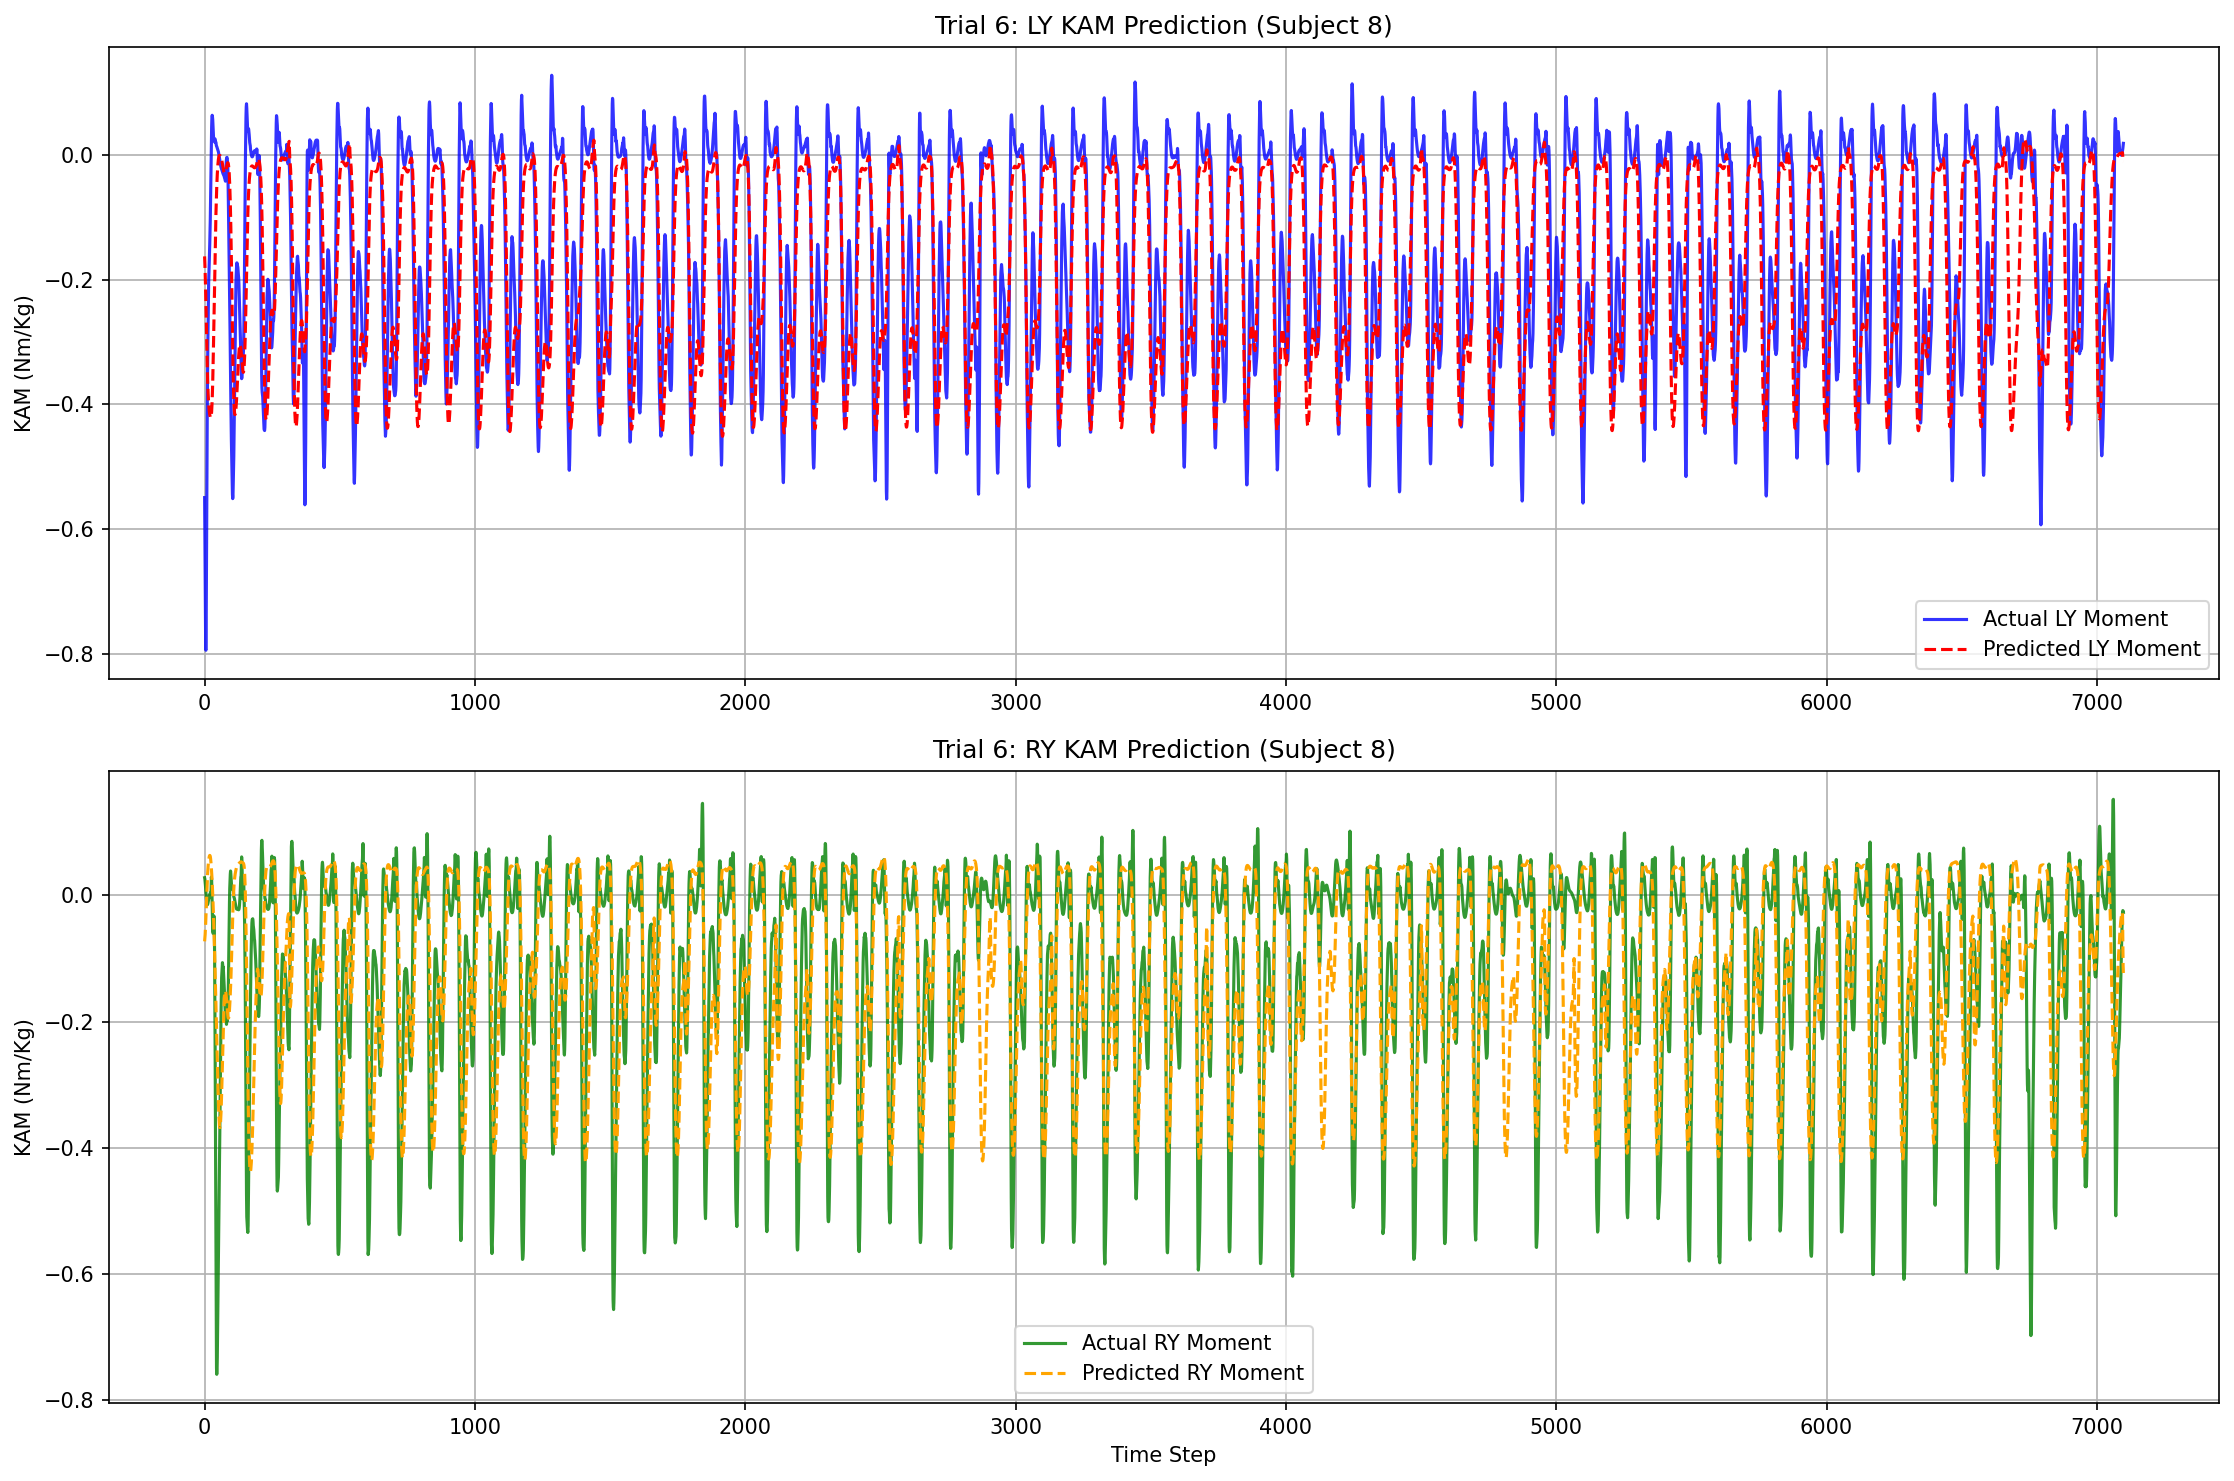 Trial 6: LY KAM Prediction (Subject 8)
KAM (Nm/Kg)
0.0
−0.2
−0.4
−0.6
−0.8
Actual LY Moment
Predicted LY Moment
0 1000 2000 3000 4000 5000 6000 7000
Trial 6: RY KAM Prediction (Subject 8)
KAM (Nm/Kg)
0.0
−0.2
−0.4
−0.6
−0.8
Actual RY Moment
Predicted RY Moment
0 1000 2000 3000 4000 5000 6000 7000
Time Step